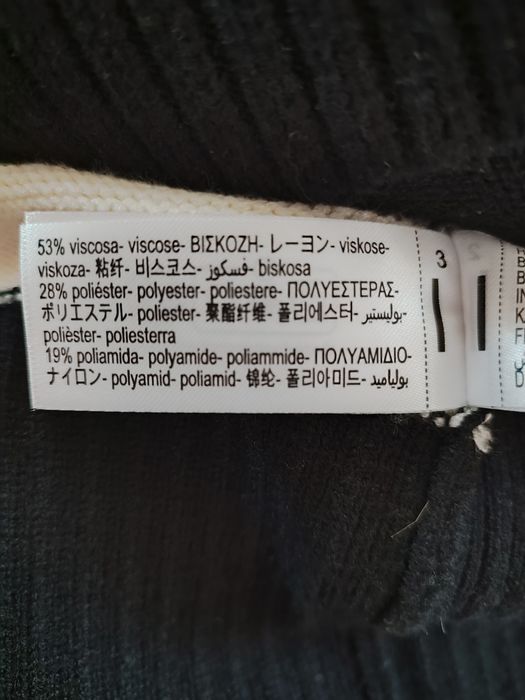 53% viscosa- viscose- ΒΙΣΚΟΖΗ- レーヨン- viskose-
viskoza- 粘纤- 비스코스- فسكوز- biskosa
28% poliéster- polyester- poliestere- ΠΟΛΥΕΣΤΕΡΑΣ-
ポリエステル- poliester- 聚酯纤维- 폴리에스터- بوليستير-
polièster- poliesterra
19% poliamida- polyamide- poliammide- ΠΟΛΥΑΜΙΔΙΟ-
ナイロン- polyamid- poliamid- 锦纶- 폴리아미드- بولياميد
3